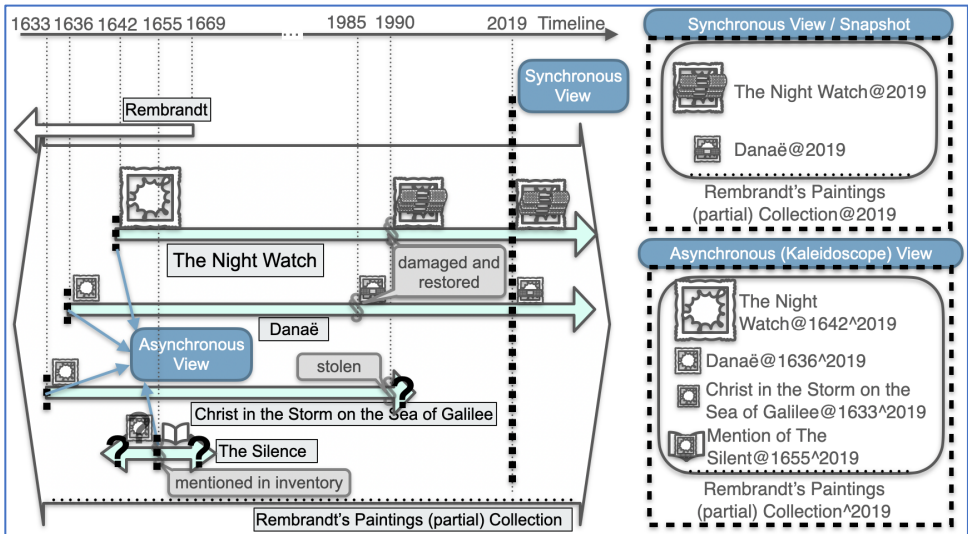 1633 1636 1642 1655 1669 ... 1985 1990 2019 Timeline
Synchronous
View
Rembrandt
The Night Watch
damaged and
restored
Danaë
Asynchronous
View
stolen
?
Christ in the Storm on the Sea of Galilee
? ?
The Silence
mentioned in inventory
Rembrandt's Paintings (partial) Collection
Synchronous View / Snapshot
The Night Watch@2019
Danaë@2019
Rembrandt's Paintings
(partial) Collection@2019
Asynchronous (Kaleidoscope) View
The Night
Watch@1642^2019
Danaë@1636^2019
Christ in the Storm on the
Sea of Galilee@1633^2019
Mention of The
Silent@1655^2019
Rembrandt's Paintings
(partial) Collection^2019